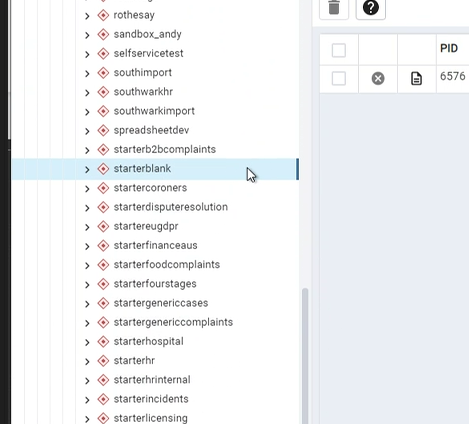 rothesay
sandbox_andy
selfservicetest
southimport
southwarkhr
southwarkimport
spreadsheetdev
starterb2bcomplaints
starterblank
startercoroners
starterdisputeresolution
startereugdpr
starterfinanceaus
starterfoodcomplaints
starterfourstages
startergenericcases
startergenericcomplaints
starterhospital
starterhr
starterhrinternal
starterincidents
starterlicensing
PID
6576